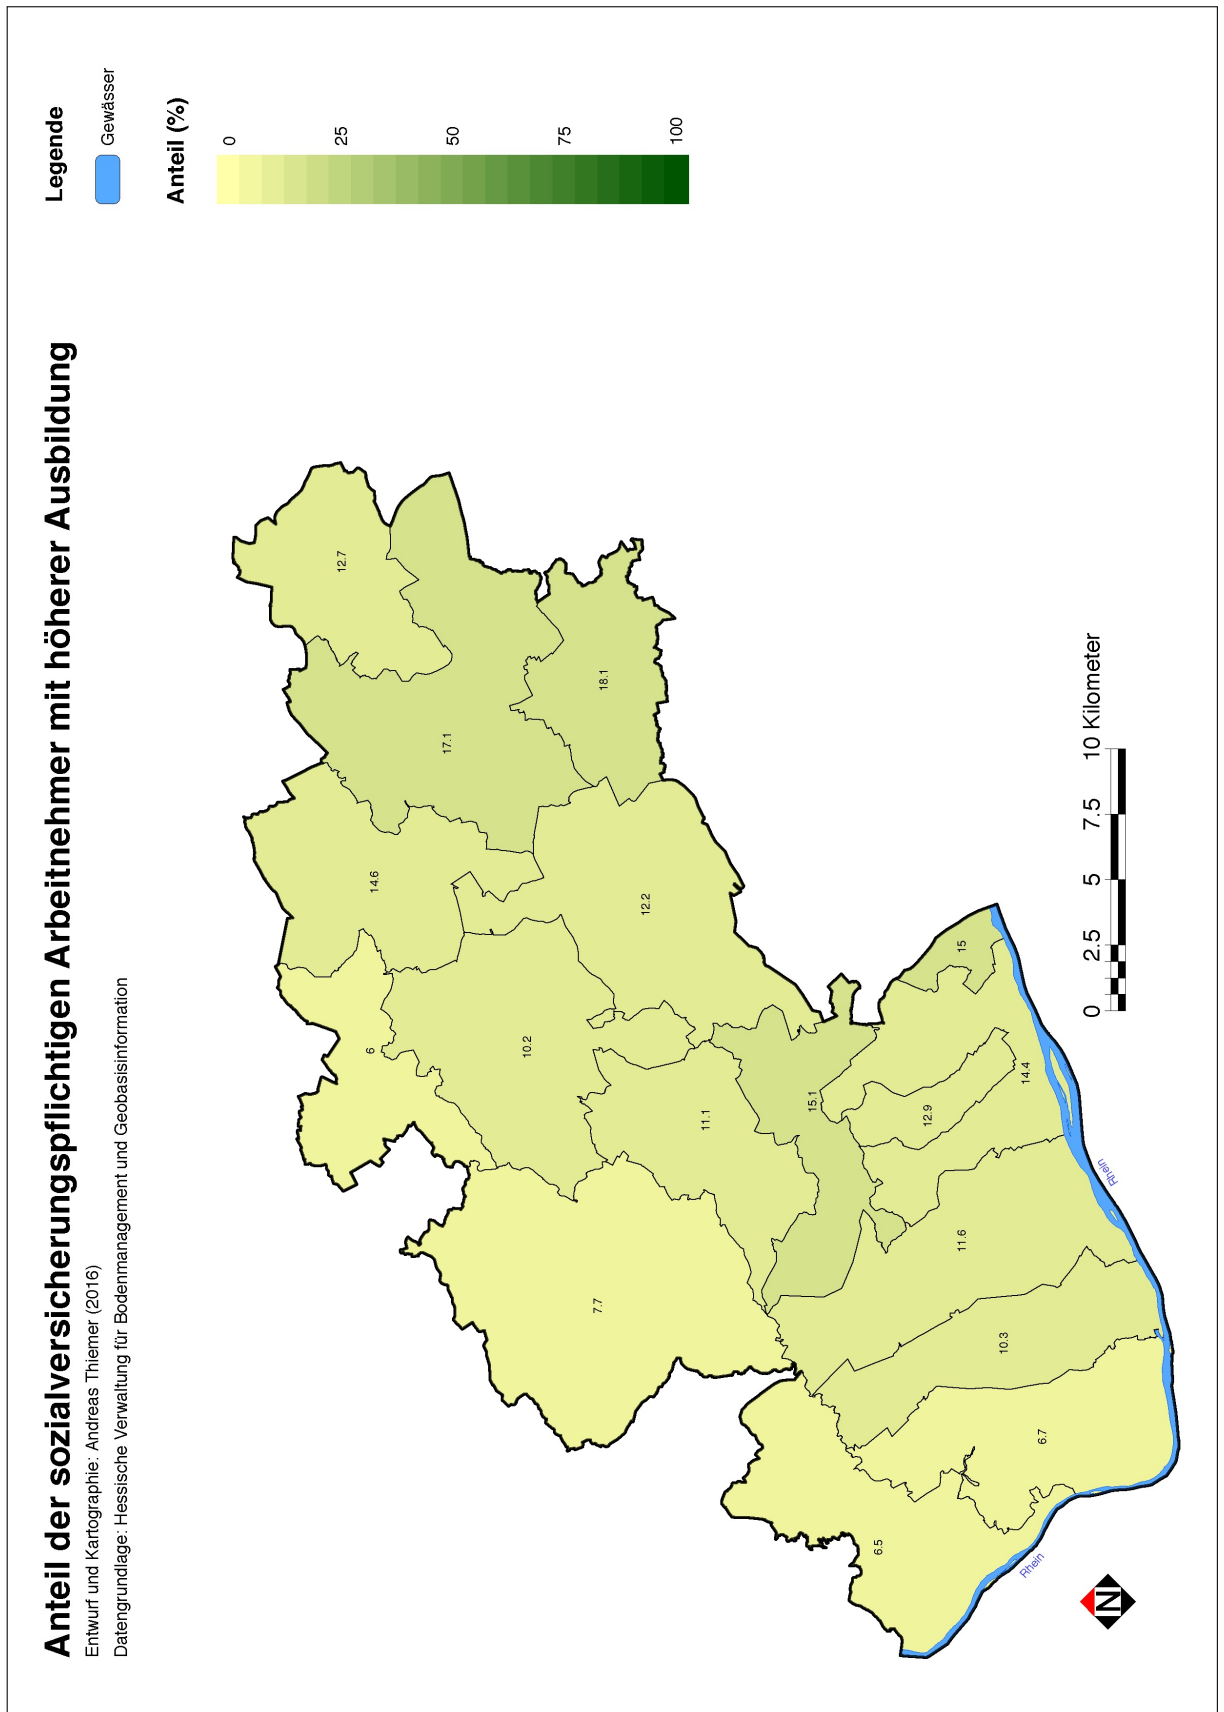 Anteil der sozialversicherungspflichtigen Arbeitnehmer mit höherer Ausbildung
Entwurf und Kartographie: Andreas Thiemer (2016)
Datengrundlage: Hessische Verwaltung für Bodenmanagement und Geobasisinformation
Legende
Gewässer
Anteil (%)
0
25
50
75
100
12.7
17.1
18.1
14.6
12.2
6
10.2
11.1
7.7
15.1
15
12.9
14.4
11.6
10.3
6.7
6.5
Rhein
Rhein
0 2.5 5 7.5 10 Kilometer
N